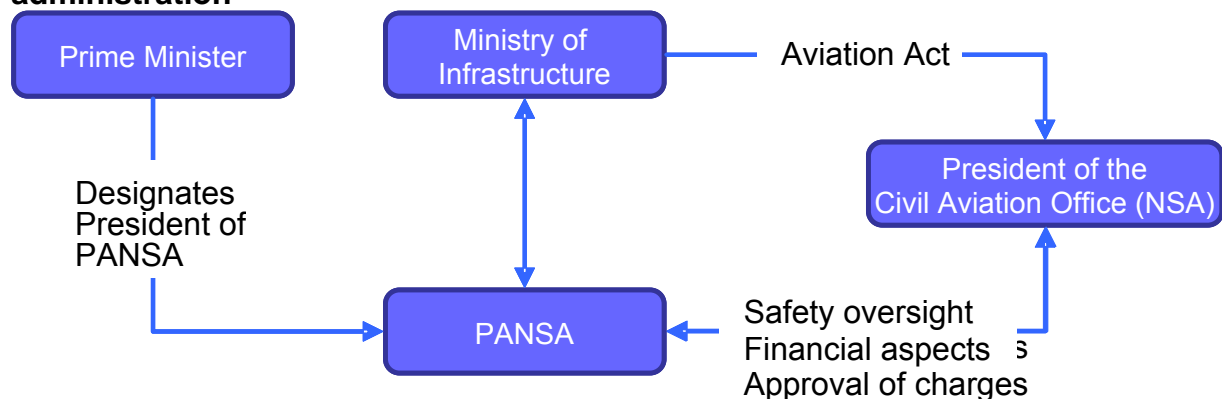 administration
Prime Minister
Ministry of
Infrastructure
Aviation Act
President of the
Civil Aviation Office (NSA)
Designates
President of
PANSA
PANSA
Safety oversight
Financial aspects
Approval of charges